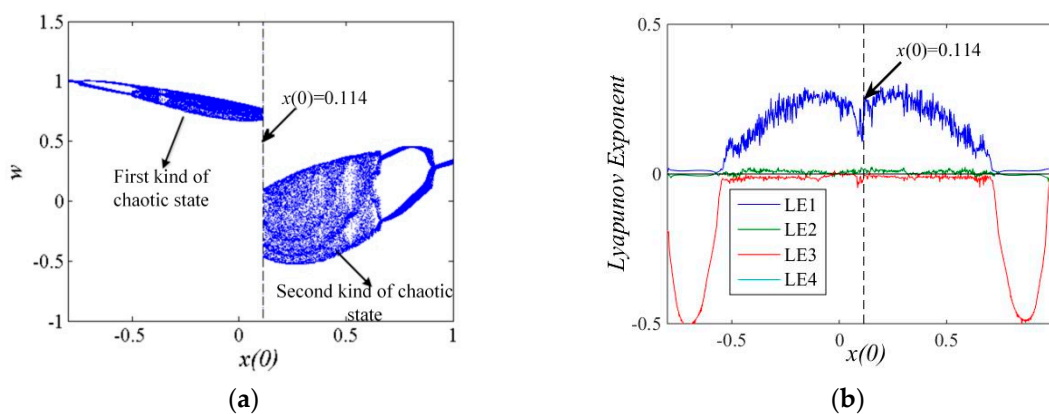 1.5
1
0.5
0
-0.5
-1
w
-0.5
0
0.5
1
x(0)
x(0)=0.114
First kind of
chaotic state
Second kind of chaotic
state
(a)
0.5
0
-0.5
Lyapunov Exponent
-0.5
0
0.5
x(0)
x(0)=0.114
LE1
LE2
LE3
LE4
(b)